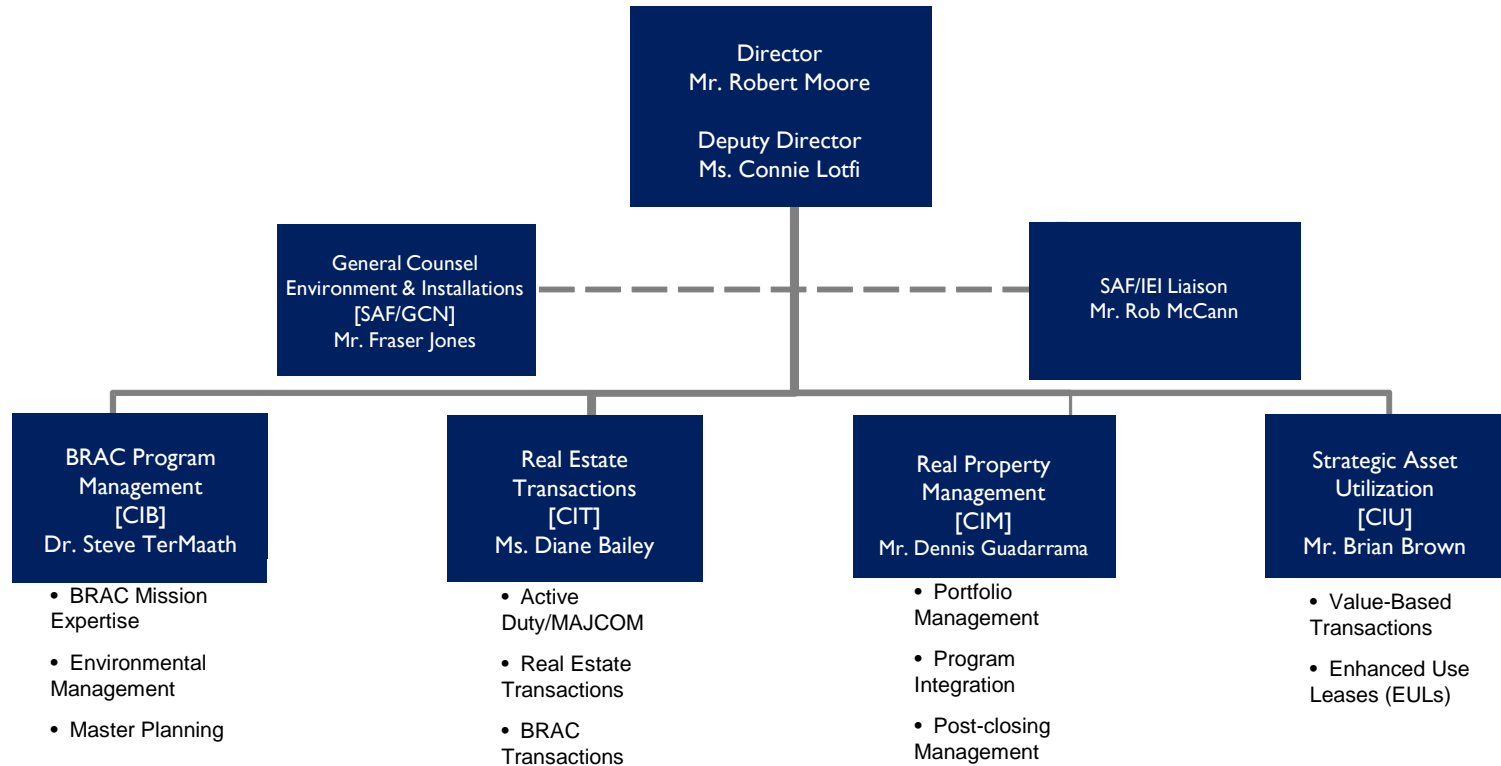 Director
Mr. Robert Moore
Deputy Director
Ms. Connie Lotfi
General Counsel
Environment & Installations
[SAF/GCN]
Mr. Fraser Jones
SAF/IEI Liaison
Mr. Rob McCann
BRAC Program
Management
[CIB]
Dr. Steve TerMaath
• BRAC Mission
Expertise
• Environmental
Management
• Master Planning
Real Estate
Transactions
[CIT]
Ms. Diane Bailey
• Active
Duty/MAJCOM
• Real Estate
Transactions
• BRAC
Transactions
Real Property
Management
[CIM]
Mr. Dennis Guadarrama
• Portfolio
Management
• Program
Integration
• Post-closing
Management
Strategic Asset
Utilization
[CIU]
Mr. Brian Brown
• Value-Based
Transactions
• Enhanced Use
Leases (EULs)